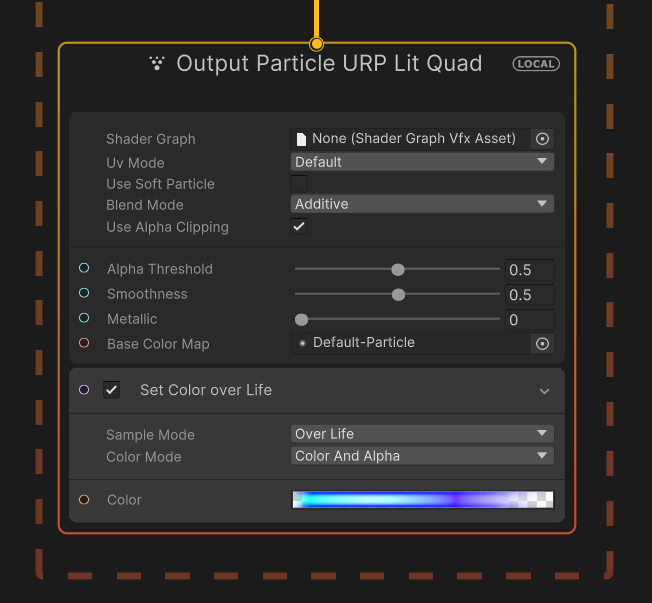 Output Particle URP Lit Quad LOCAL
Shader Graph None (Shader Graph Vfx Asset)
Uv Mode Default
Use Soft Particle
Blend Mode Additive
Use Alpha Clipping
Alpha Threshold 0.5
Smoothness 0.5
Metallic 0
Base Color Map Default-Particle
Set Color over Life
Sample Mode Over Life
Color Mode Color And Alpha
Color